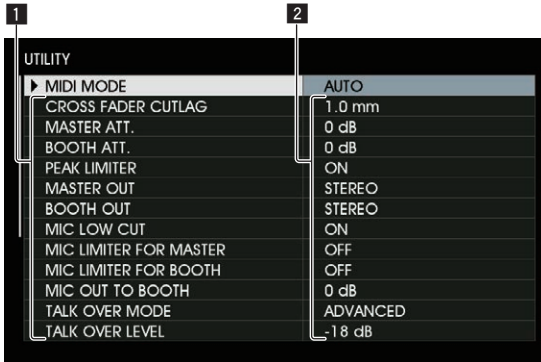 1 2
UTILITY
MIDI MODE AUTO
CROSS FADER CUTLAG 1.0 mm
MASTER ATT. 0 dB
BOOTH ATT. 0 dB
PEAK LIMITER ON
MASTER OUT STEREO
BOOTH OUT STEREO
MIC LOW CUT ON
MIC LIMITER FOR MASTER OFF
MIC LIMITER FOR BOOTH OFF
MIC OUT TO BOOTH 0 dB
TALK OVER MODE ADVANCED
TALK OVER LEVEL -18 dB